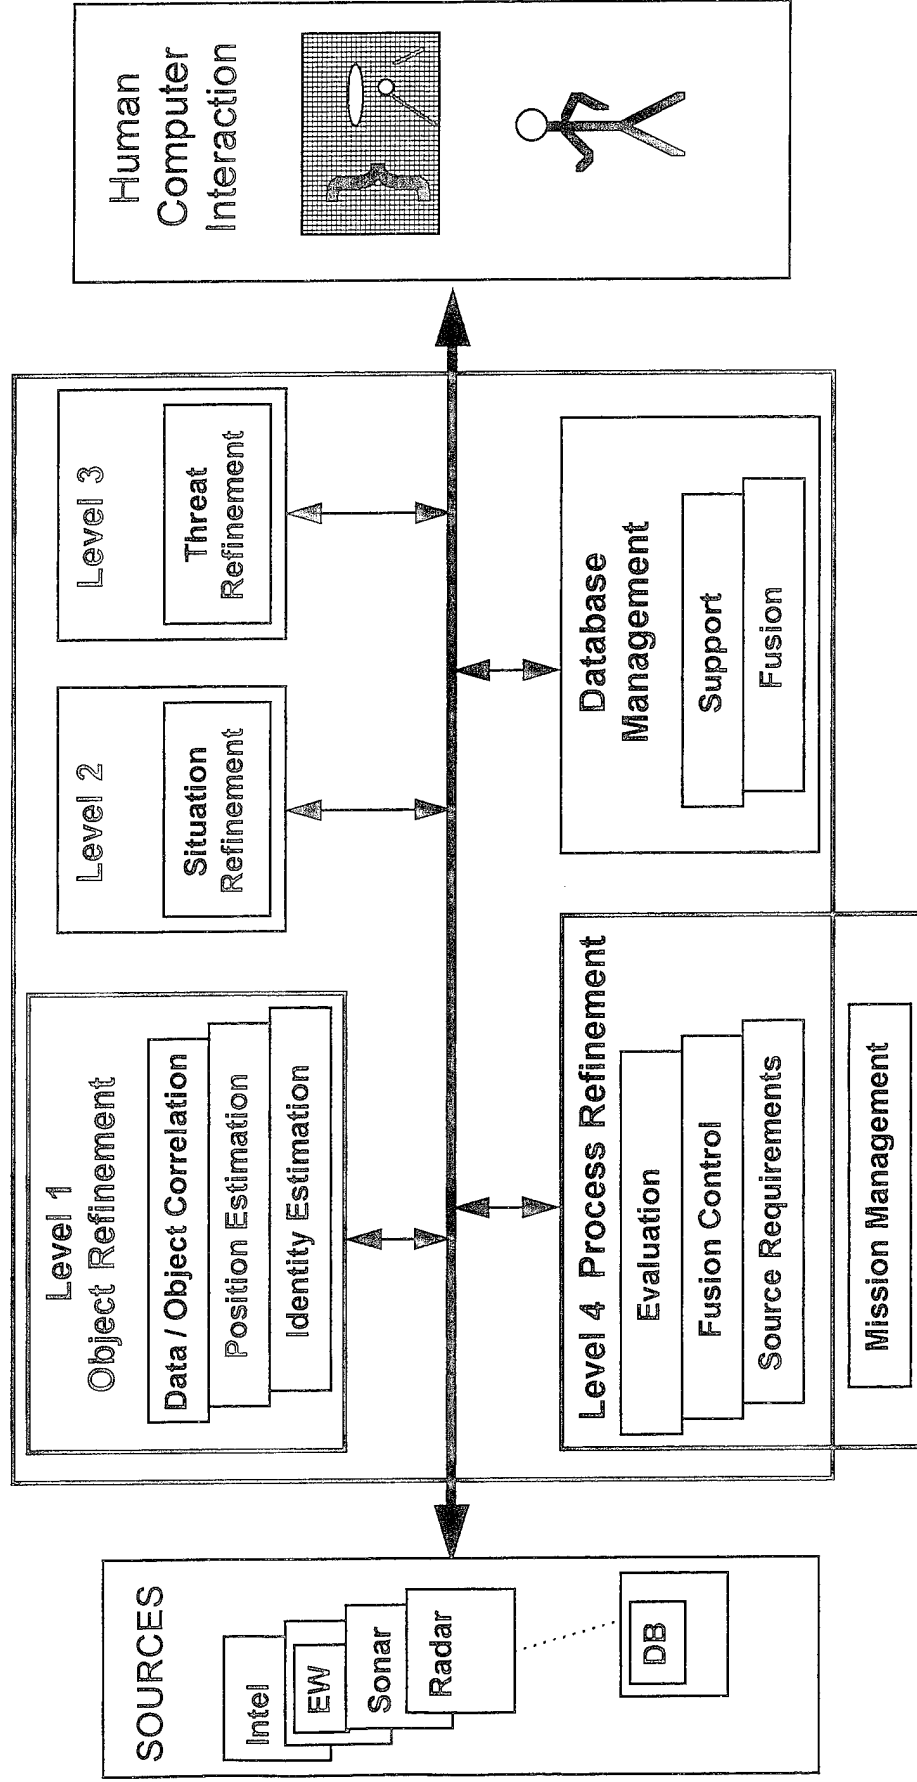 SOURCES
Intel
EW
Sonar
Radar
DB
Level 1
Object Refinement
Data / Object Correlation
Position Estimation
Identity Estimation
Level 2
Situation
Refinement
Level 3
Threat
Refinement
Level 4 Process Refinement
Evaluation
Fusion Control
Source Requirements
Mission Management
Database
Management
Support
Fusion
Human
Computer
Interaction